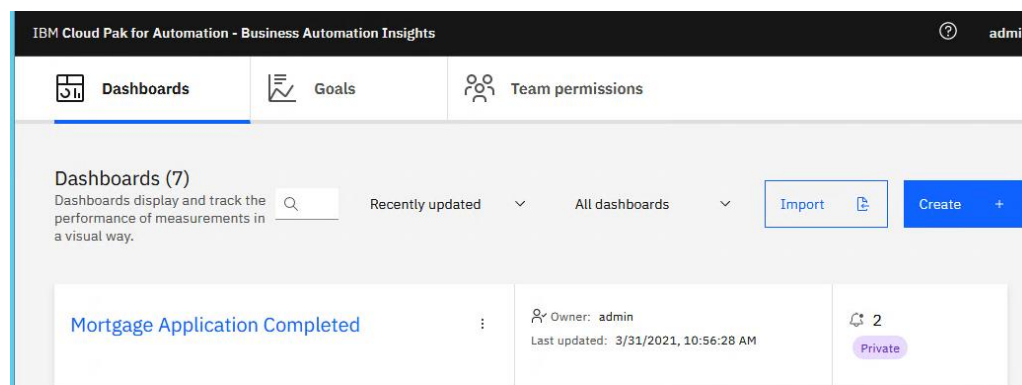 IBM Cloud Pak for Automation - Business Automation Insights
admi
Dashboards
Goals
Team permissions
Dashboards (7)
Dashboards display and track the
performance of measurements in
a visual way.
Recently updated
All dashboards
Import
Create +
Mortgage Application Completed
Owner: admin
Last updated: 3/31/2021, 10:56:28 AM
2
Private